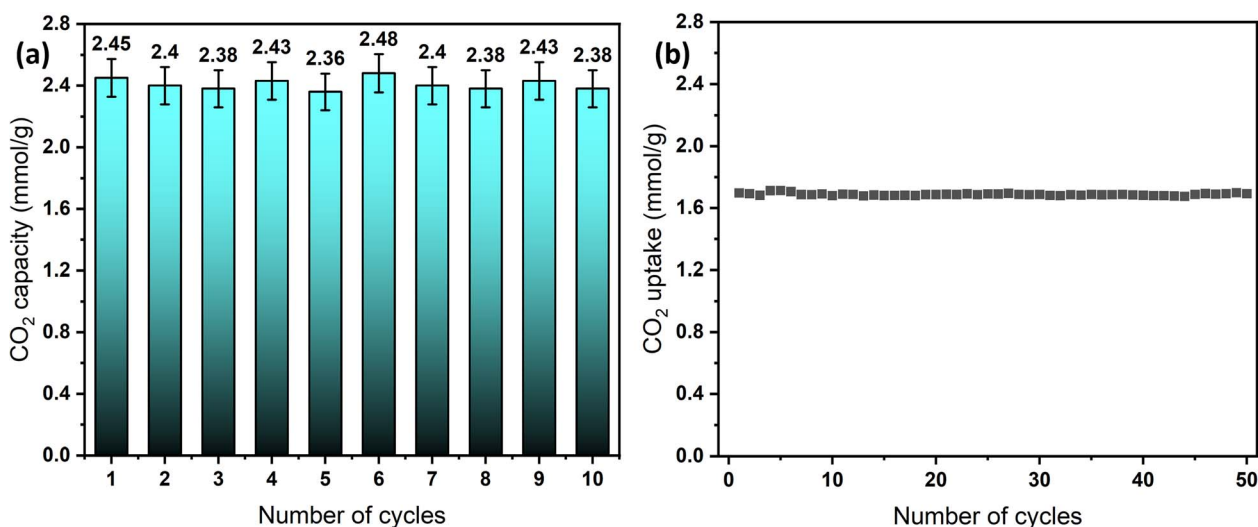 (a)
2.8
2.4
2.0
1.6
1.2
0.8
0.4
0.0
CO2 capacity (mmol/g)
2.45 2.4 2.38 2.43 2.36 2.48 2.4 2.38 2.43 2.38
1 2 3 4 5 6 7 8 9 10
Number of cycles
(b)
2.8
2.4
2.0
1.6
1.2
0.8
0.4
0.0
CO2 uptake (mmol/g)
0 10 20 30 40 50
Number of cycles